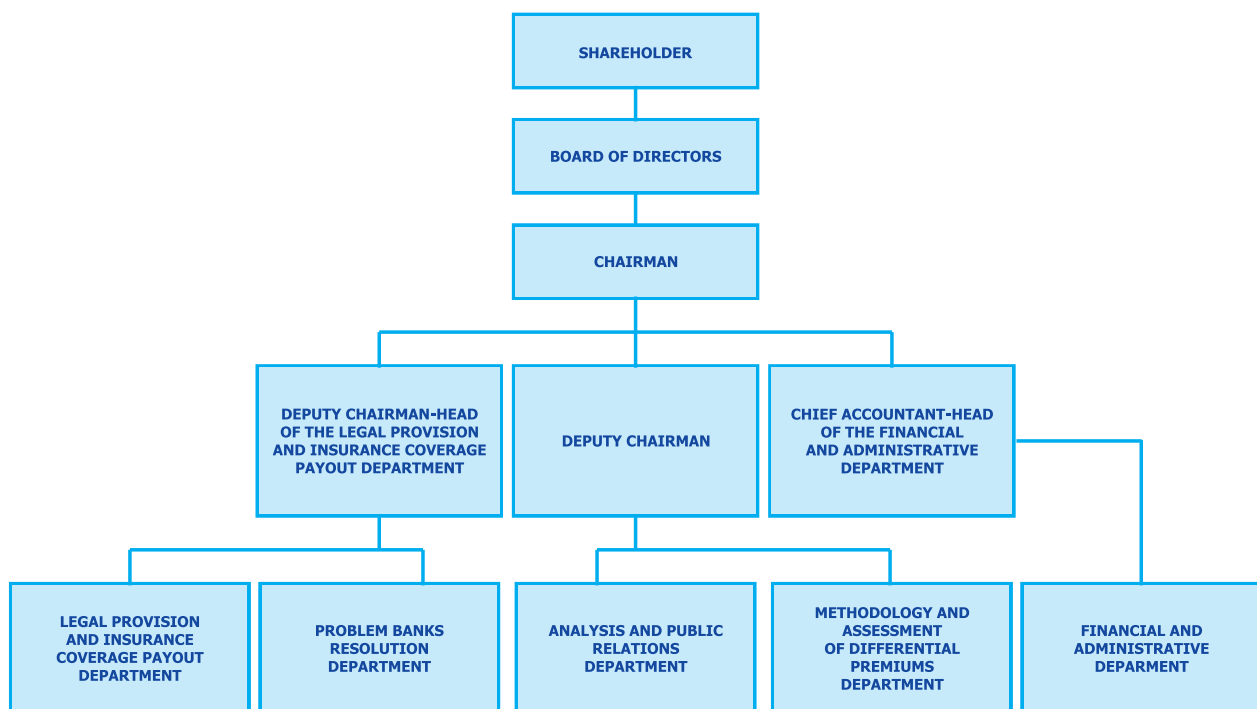 SHAREHOLDER
BOARD OF DIRECTORS
CHAIRMAN
DEPUTY CHAIRMAN-HEAD
OF THE LEGAL PROVISION
AND INSURANCE COVERAGE
PAYOUT DEPARTMENT
DEPUTY CHAIRMAN
CHIEF ACCOUNTANT-HEAD
OF THE FINANCIAL
AND ADMINISTRATIVE
DEPARTMENT
LEGAL PROVISION
AND INSURANCE
COVERAGE PAYOUT
DEPARTMENT
PROBLEM BANKS
RESOLUTION
DEPARTMENT
ANALYSIS AND PUBLIC
RELATIONS
DEPARTMENT
METHODOLOGY AND
ASSESSMENT
OF DIFFERENTIAL
PREMIUMS
DEPARTMENT
FINANCIAL AND
ADMINISTRATIVE
DEPARMENT